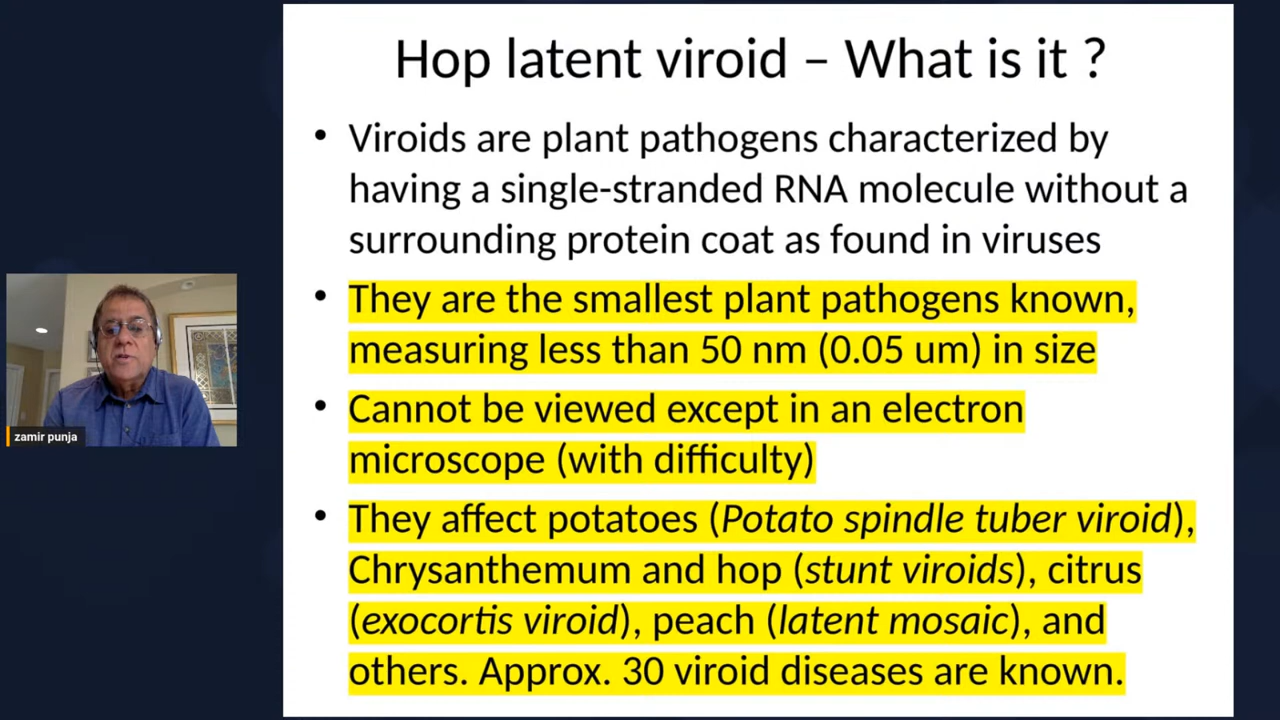 Hop latent viroid – What is it ?
• Viroids are plant pathogens characterized by
having a single-stranded RNA molecule without a
surrounding protein coat as found in viruses
• They are the smallest plant pathogens known,
measuring less than 50 nm (0.05 um) in size
• Cannot be viewed except in an electron
microscope (with difficulty)
• They affect potatoes (Potato spindle tuber viroid),
Chrysanthemum and hop (stunt viroids), citrus
(exocortis viroid), peach (latent mosaic), and
others. Approx. 30 viroid diseases are known.
zamir punja